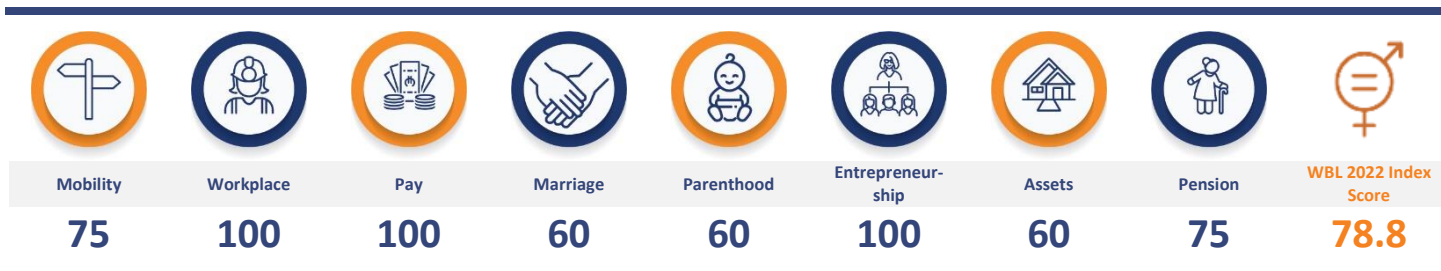 Mobility
Workplace
Pay
Marriage
Parenthood
Entrepreneur-
ship
Assets
Pension
WBL 2022 Index
Score
75
100
100
60
60
100
60
75
78.8